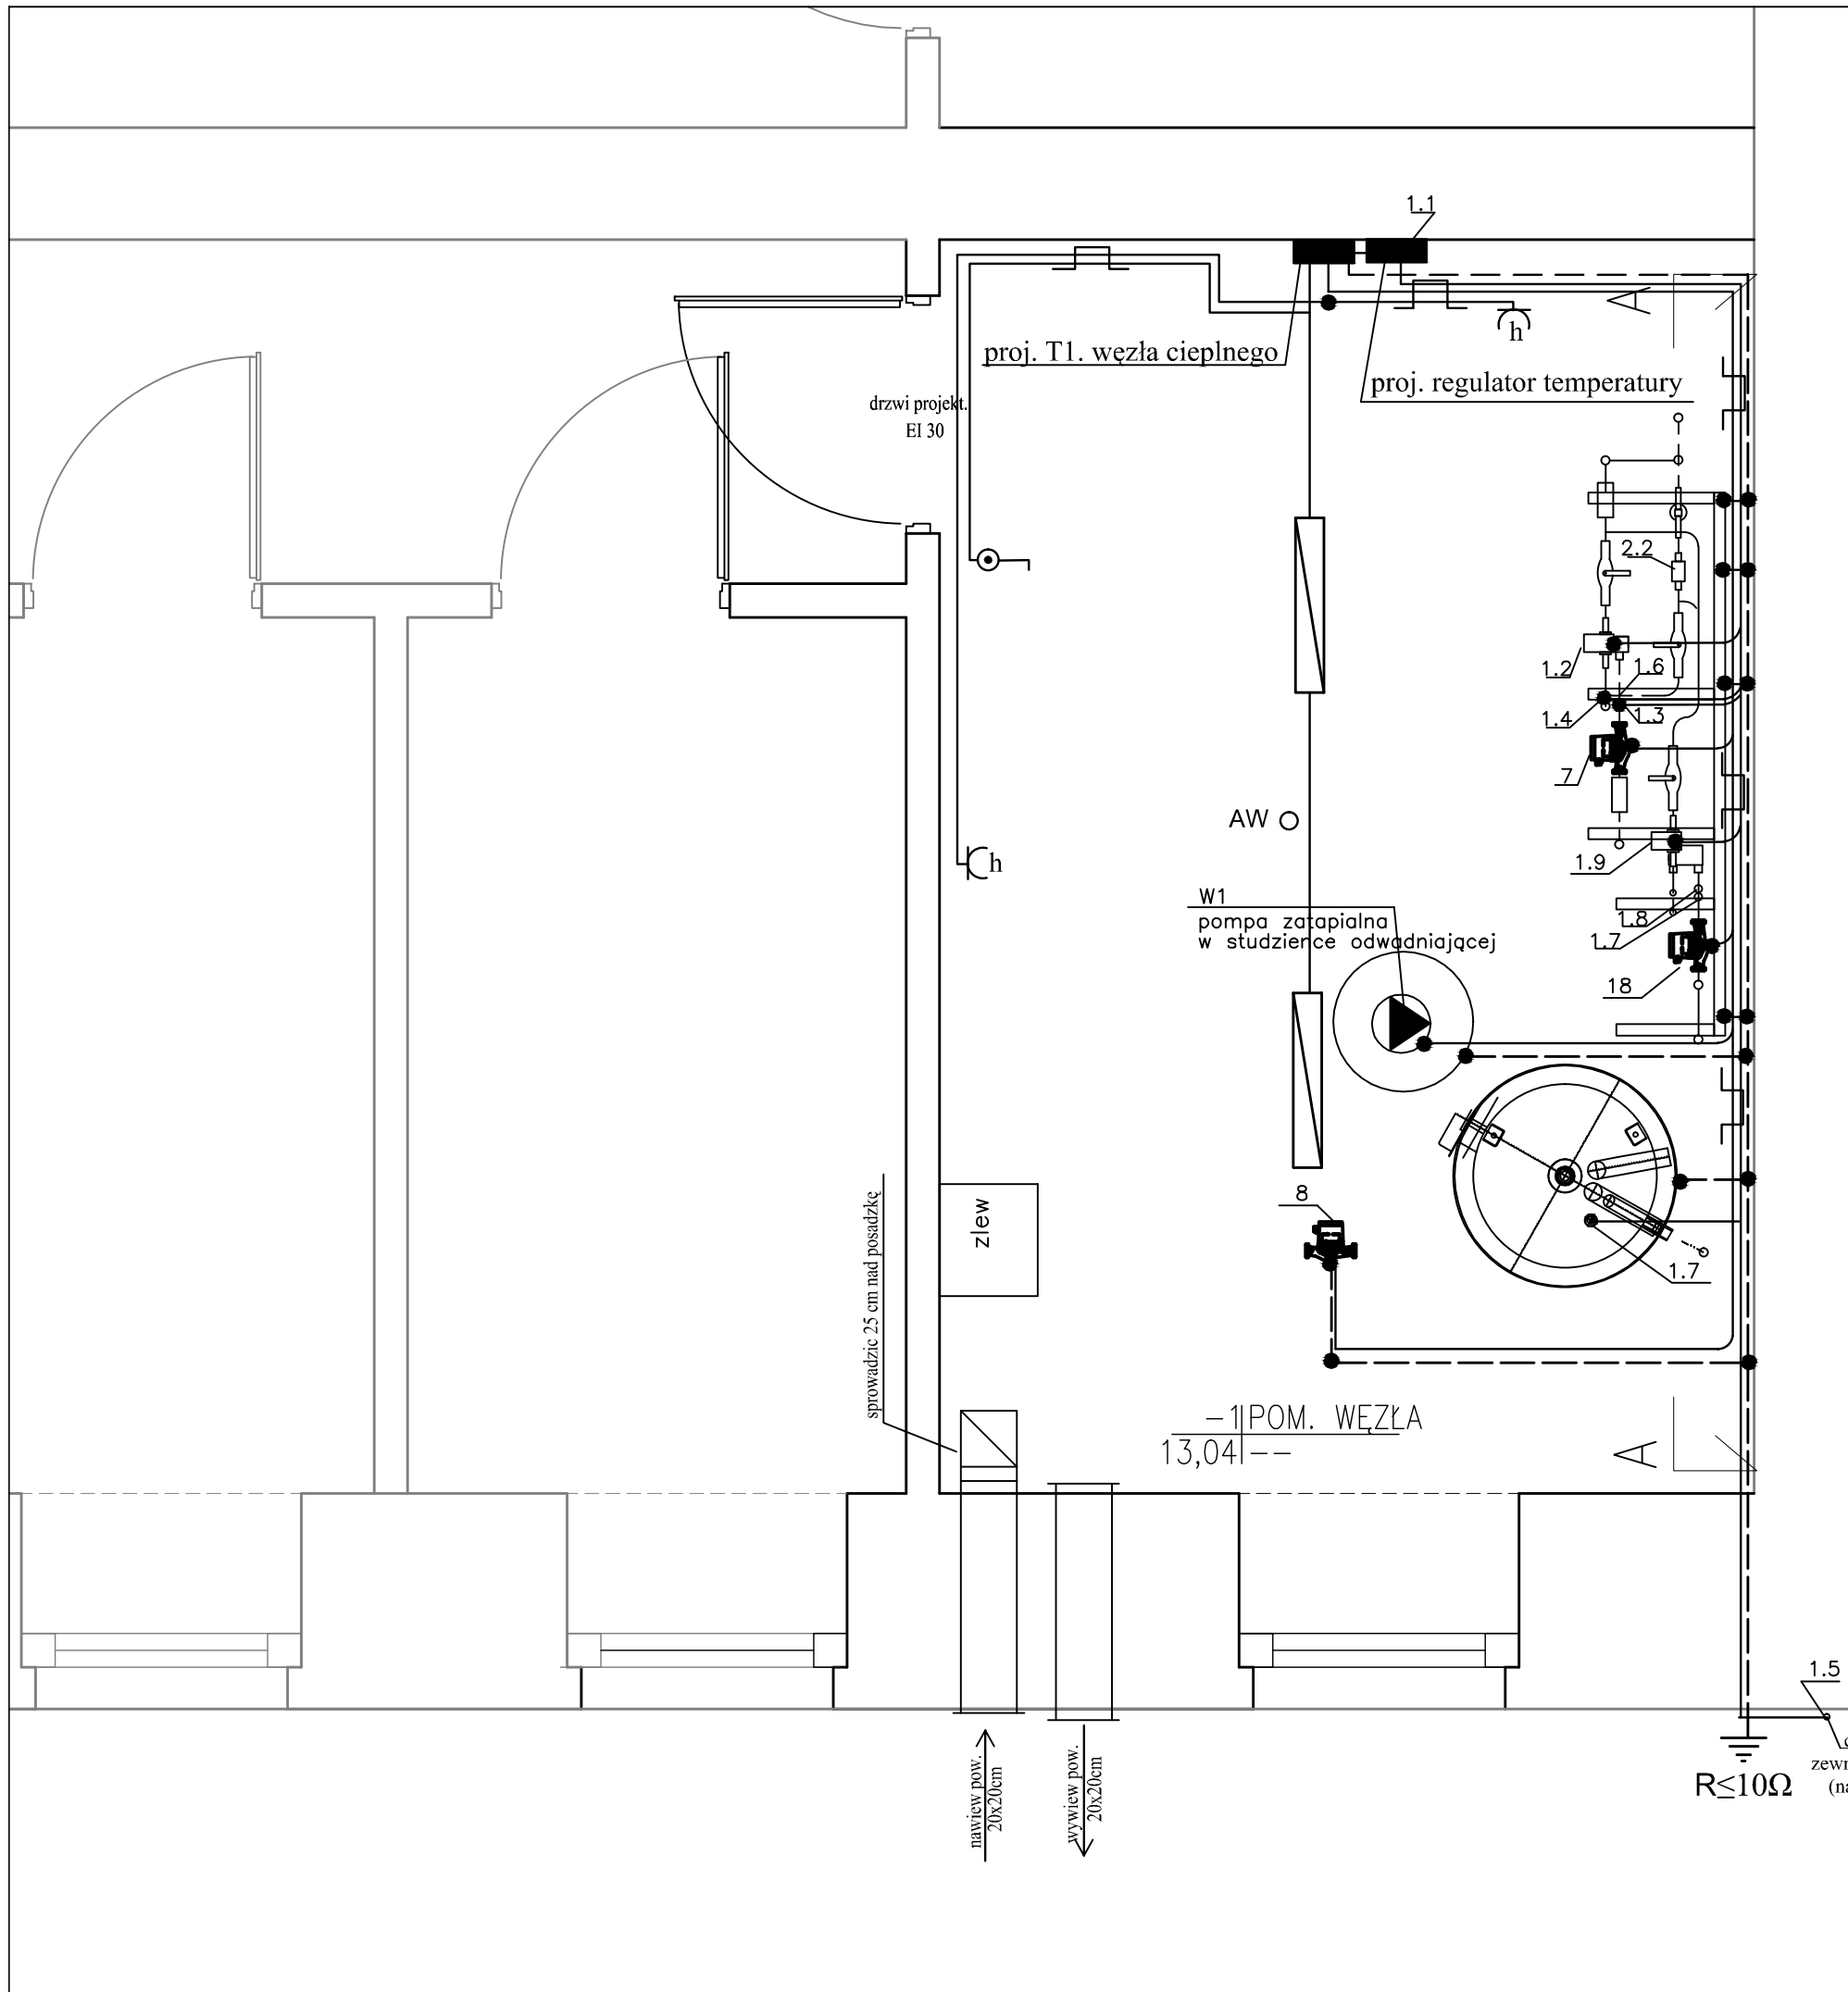 1.1
proj. T1. węzła cieplnego
h
proj. regulator temperatury
A
drzwi projekt.
EI 30
2.2
1.2
1.6
1.4
1.3
7
AW
h
1.9
W1
pompa zatapialna
w studzience odwadniającej
1.8
1.7
18
sprowadzic 25 cm nad posadzkę
zlew
8
1.7
-1 POM. WĘZŁA
13,04 --
A
1.5
nawiew pow.
20x20cm
wywiew pow.
20x20cm
R≤10Ω